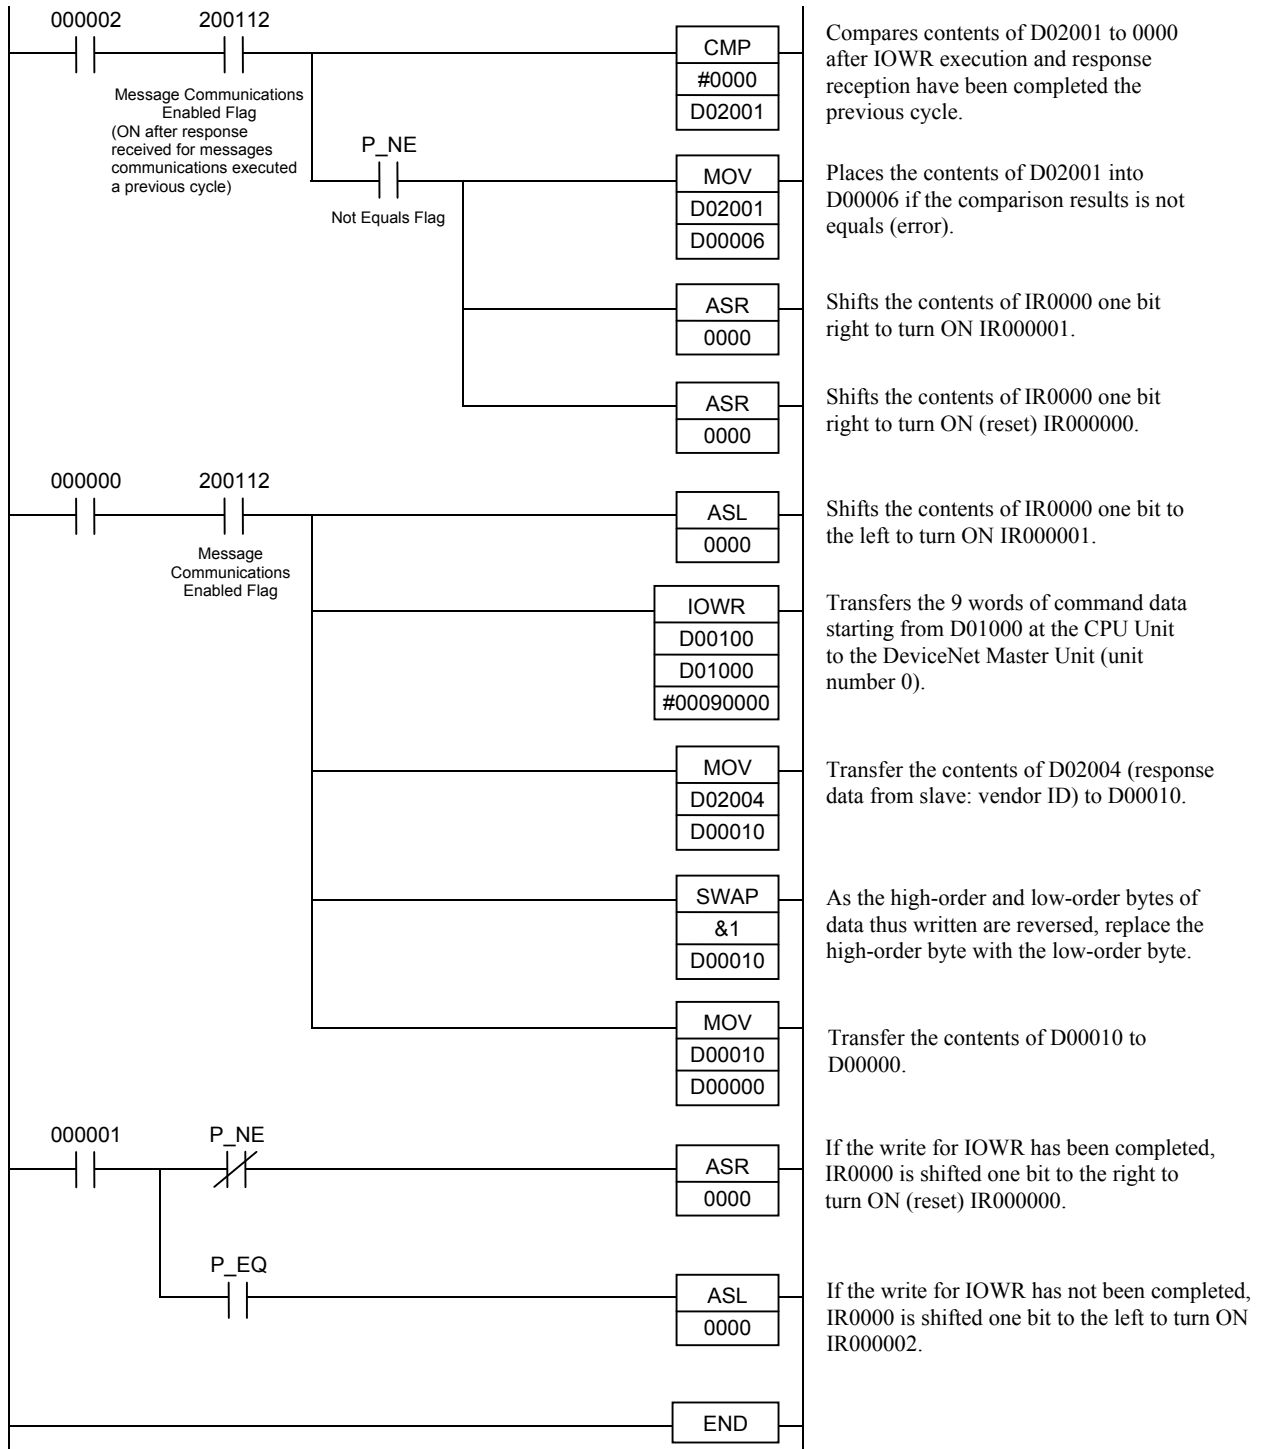 000002 200112
Message Communications
Enabled Flag
(ON after response
received for messages
communications executed
a previous cycle)
CMP
#0000
D02001
Compares contents of D02001 to 0000
after IOWR execution and response
reception have been completed the
previous cycle.
P_NE
Not Equals Flag
MOV
D02001
D00006
Places the contents of D02001 into
D00006 if the comparison results is not
equals (error).
ASR
0000
Shifts the contents of IR0000 one bit
right to turn ON IR000001.
ASR
0000
Shifts the contents of IR0000 one bit
right to turn ON (reset) IR000000.
000000 200112
Message
Communications
Enabled Flag
ASL
0000
Shifts the contents of IR0000 one bit to
the left to turn ON IR000001.
IOWR
D00100
D01000
#00090000
Transfers the 9 words of command data
starting from D01000 at the CPU Unit
to the DeviceNet Master Unit (unit
number 0).
MOV
D02004
D00010
Transfer the contents of D02004 (response
data from slave: vendor ID) to D00010.
SWAP
&1
D00010
As the high-order and low-order bytes of
data thus written are reversed, replace the
high-order byte with the low-order byte.
MOV
D00010
D00000
Transfer the contents of D00010 to
D00000.
000001 P_NE
ASR
0000
If the write for IOWR has been completed,
IR0000 is shifted one bit to the right to
turn ON (reset) IR000000.
P_EQ
ASL
0000
If the write for IOWR has not been completed,
IR0000 is shifted one bit to the left to turn ON
IR000002.
END